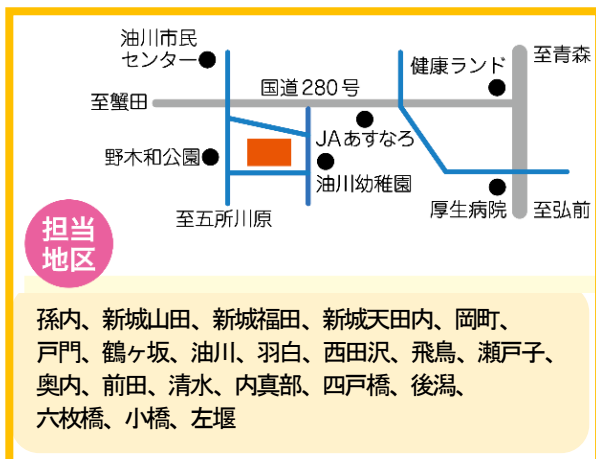 油川市民
センター
至青森
健康ランド
国道280号
至蟹田
JAあすなろ
野木和公園
油川幼稚園
厚生病院
至弘前
至五所川原
担当
地区
孫内、新城山田、新城福田、新城天田内、岡町、
戸門、鶴ヶ坂、油川、羽白、西田沢、飛鳥、瀬戸子、
奥内、前田、清水、内真部、四戸橋、後潟、
六枚橋、小橋、左堰